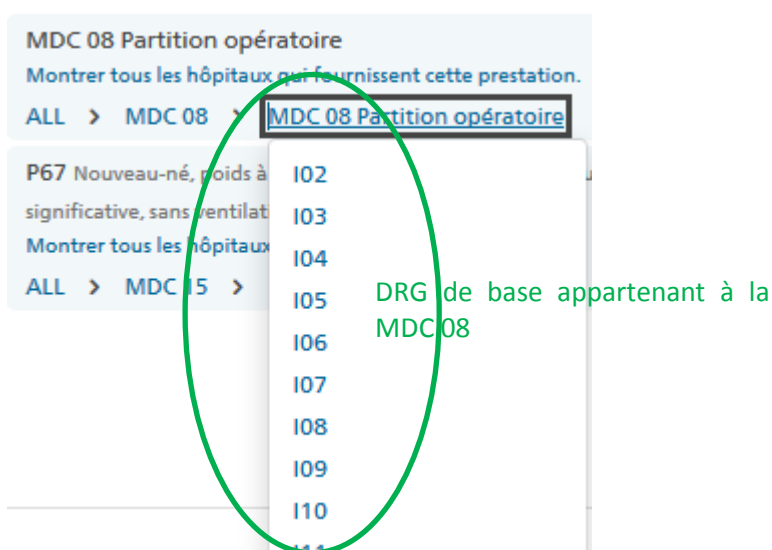 MDC 08 Partition opératoire
Montrer tous les hôpitaux qui fournissent cette prestation.
ALL > MDC 08 > MDC 08 Partition opératoire
P67 Nouveau-né, poids à
significative, sans ventilati
Montrer tous les hôpitaux
ALL > MDC 15 >
I02
I03
I04
I05
I06
I07
I08
I09
I10
I11
DRG de base appartenant à la
MDC 08